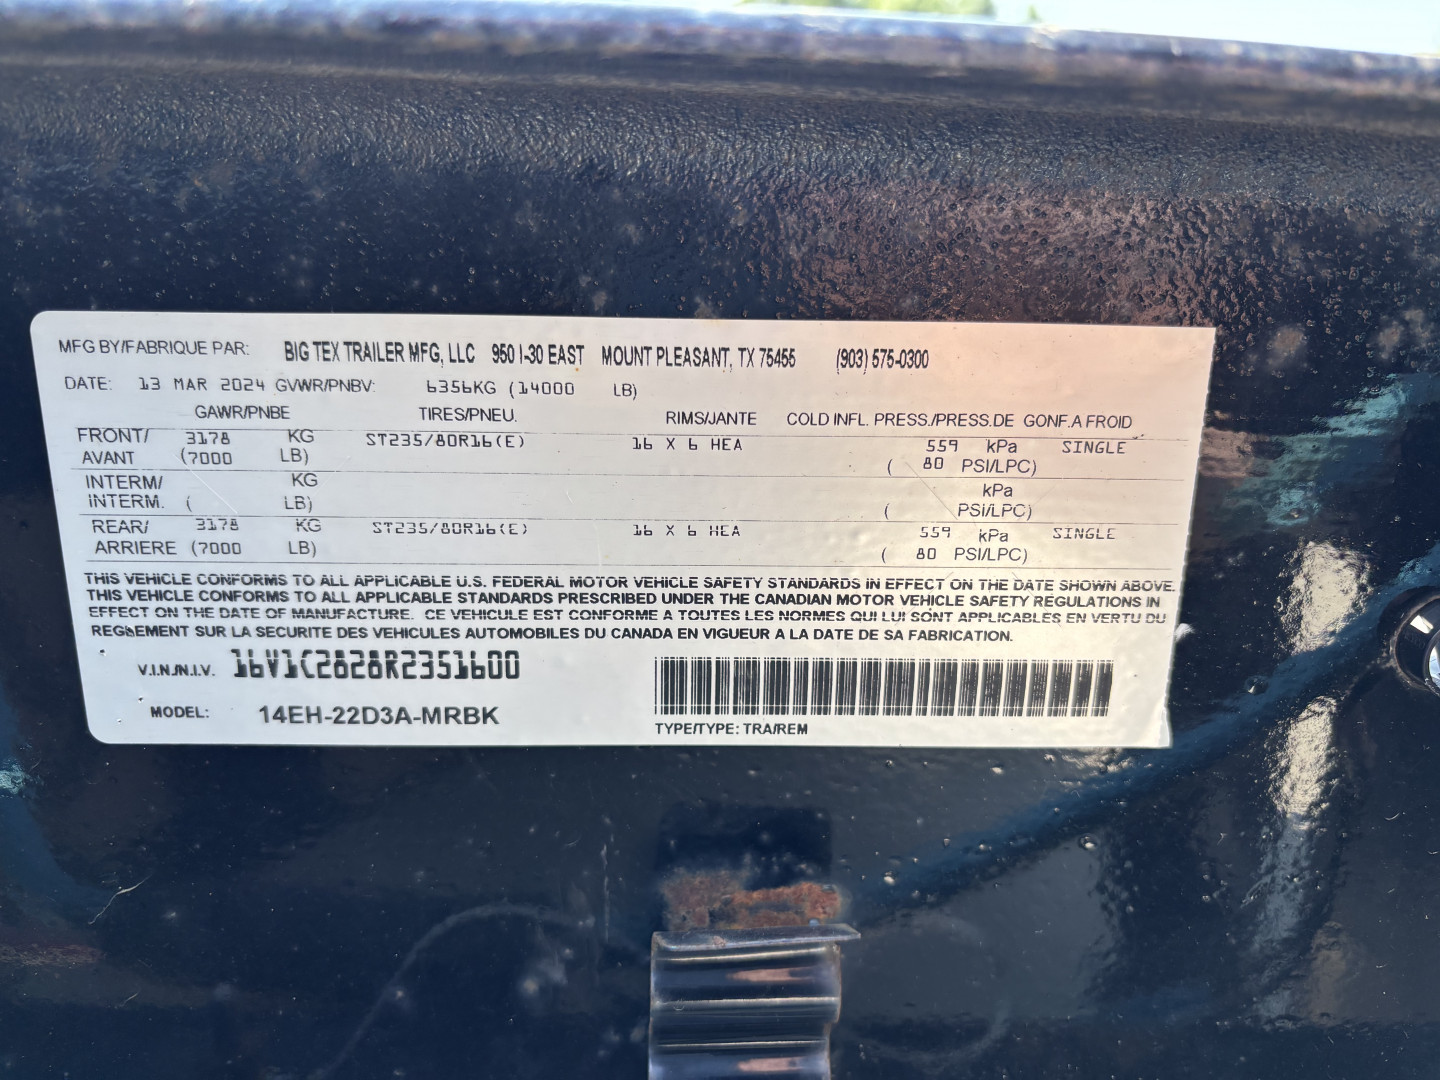 MFG BY/FABRIQUE PAR: BIG TEX TRAILER MFG, LLC 950 I-30 EAST MOUNT PLEASANT, TX 75455 (903) 575-0300
DATE: 13 MAR 2024 GVWR/PNBV: 6356KG (14000 LB)
GAWR/PNBE TIRES/PNEU. RIMS/JANTE COLD INFL. PRESS./PRESS.DE GONF.A FROID
FRONT/ 3178 KG ST235/80R16(E) 16 X 6 HEA 559 kPa SINGLE
AVANT (7000 LB) ( 80 PSI/LPC)
INTERM/ KG kPa
INTERM. ( LB) ( PSI/LPC)
REAR/ 3178 KG ST235/80R16(E) 16 X 6 HEA 559 kPa SINGLE
ARRIERE (7000 LB) ( 80 PSI/LPC)
THIS VEHICLE CONFORMS TO ALL APPLICABLE U.S. FEDERAL MOTOR VEHICLE SAFETY STANDARDS IN EFFECT ON THE DATE SHOWN ABOVE.
THIS VEHICLE CONFORMS TO ALL APPLICABLE STANDARDS PRESCRIBED UNDER THE CANADIAN MOTOR VEHICLE SAFETY REGULATIONS IN
EFFECT ON THE DATE OF MANUFACTURE. CE VEHICULE EST CONFORME A TOUTES LES NORMES QUI LUI SONT APPLICABLES EN VERTU DU
REGLEMENT SUR LA SECURITE DES VEHICULES AUTOMOBILES DU CANADA EN VIGUEUR A LA DATE DE SA FABRICATION.
V.I.N./N.I.V. 16V1C2828R2351600
MODEL: 14EH-22D3A-MRBK
TYPE/TYPE: TRA/REM